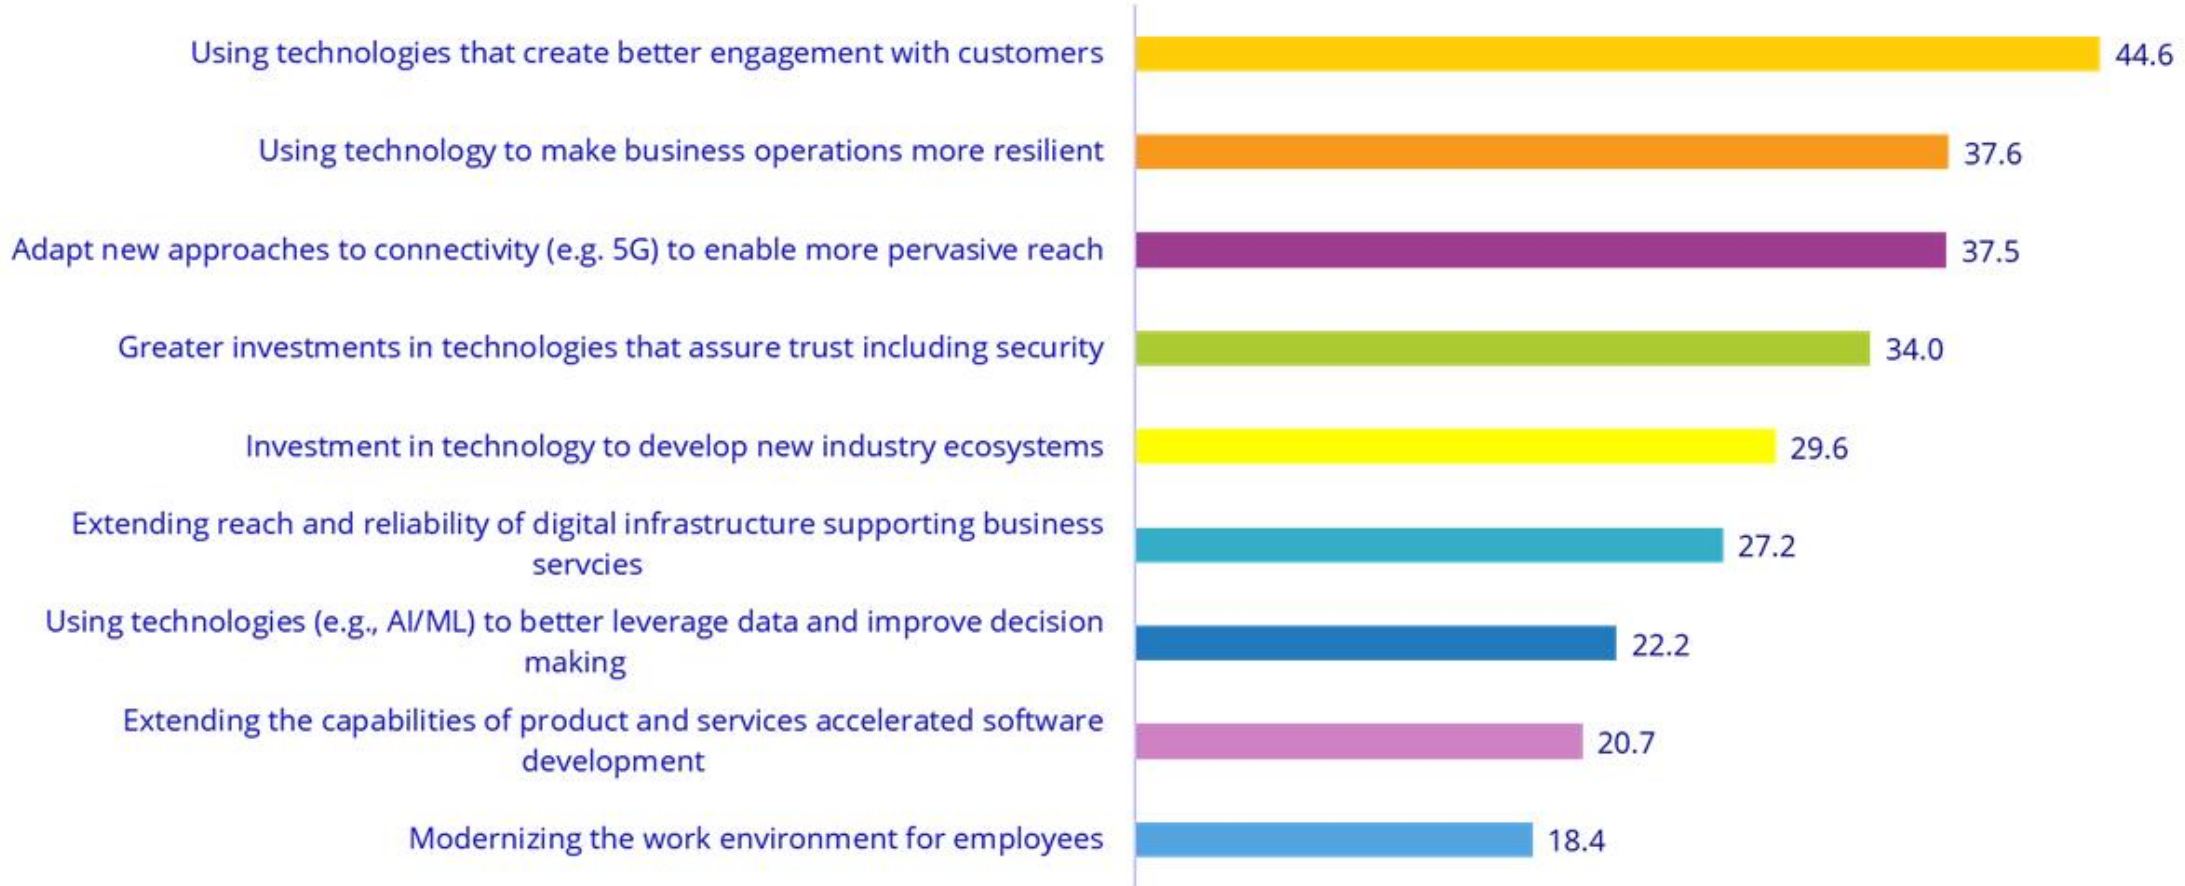 Using technologies that create better engagement with customers
44.6
Using technology to make business operations more resilient
37.6
Adapt new approaches to connectivity (e.g. 5G) to enable more pervasive reach
37.5
Greater investments in technologies that assure trust including security
34.0
Investment in technology to develop new industry ecosystems
29.6
Extending reach and reliability of digital infrastructure supporting business
servcies
27.2
Using technologies (e.g., AI/ML) to better leverage data and improve decision
making
22.2
Extending the capabilities of product and services accelerated software
development
20.7
Modernizing the work environment for employees
18.4